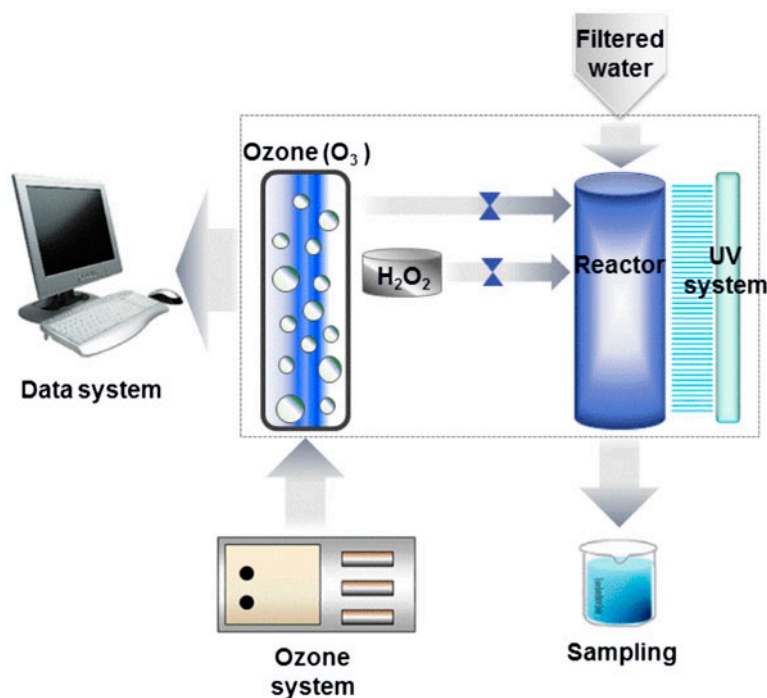 Filtered
water
Ozone (O₃)
H₂O₂
Reactor
UV
system
Data system
Ozone
system
Sampling